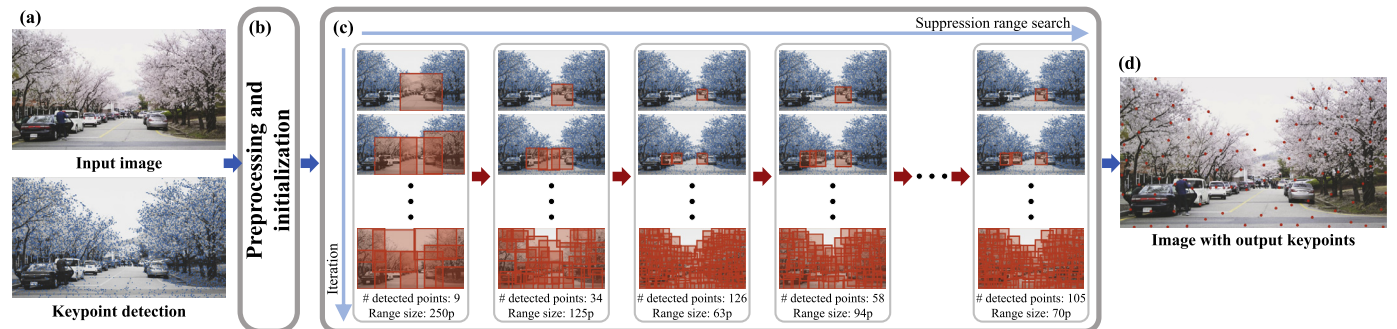 (a)
Input image
Keypoint detection
(b)
Preprocessing and
initialization
(c)
Suppression range search
Iteration
# detected points: 9
Range size: 250p
# detected points: 34
Range size: 125p
# detected points: 126
Range size: 63p
# detected points: 58
Range size: 94p
# detected points: 105
Range size: 70p
(d)
Image with output keypoints